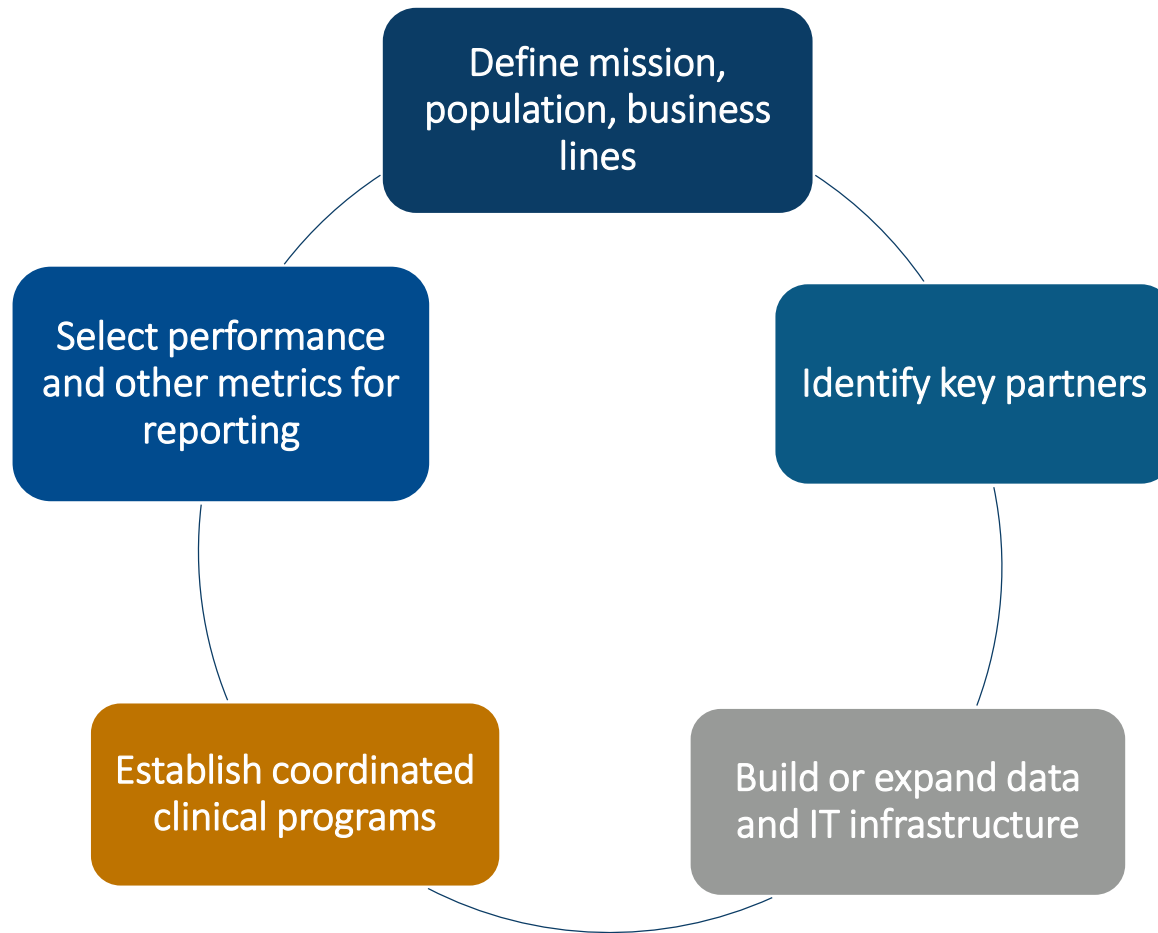 Define mission,
population, business
lines
Identify key partners
Build or expand data
and IT infrastructure
Establish coordinated
clinical programs
Select performance
and other metrics for
reporting